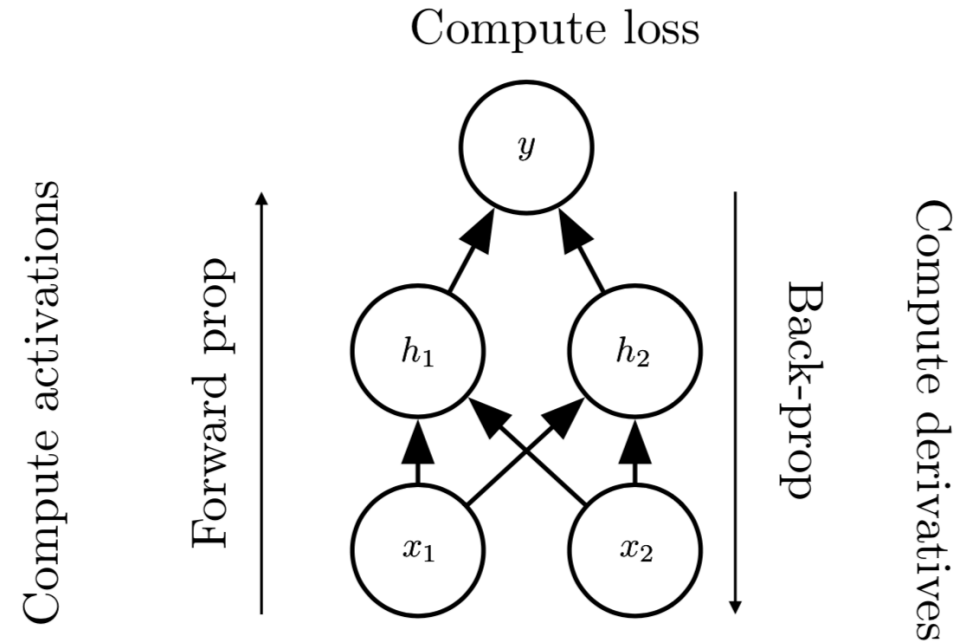 Compute loss
y
Compute activations
Forward prop
h₁
h₂
Back-prop
Compute derivatives
x₁
x₂